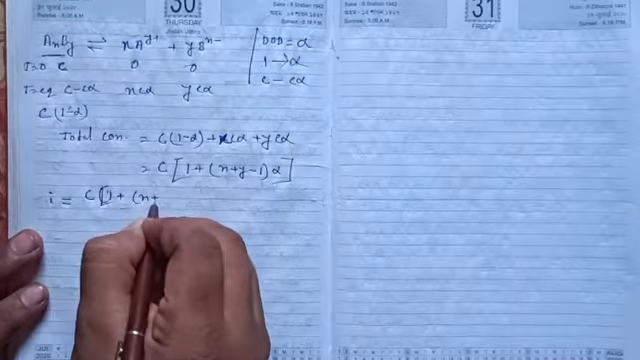 30
THURSDAY
31
FRIDAY
AxBy ⇌ xA^y+ + yB^x-
DOD = α
T=0 C 0 0
1 → α
C – Cα
T=eq C-Cα xCα yCα
C(1-α)
Total con. = C(1-α) + xCα + yCα
= C[1 + (x+y-1)α]
i = C[1 + (x+